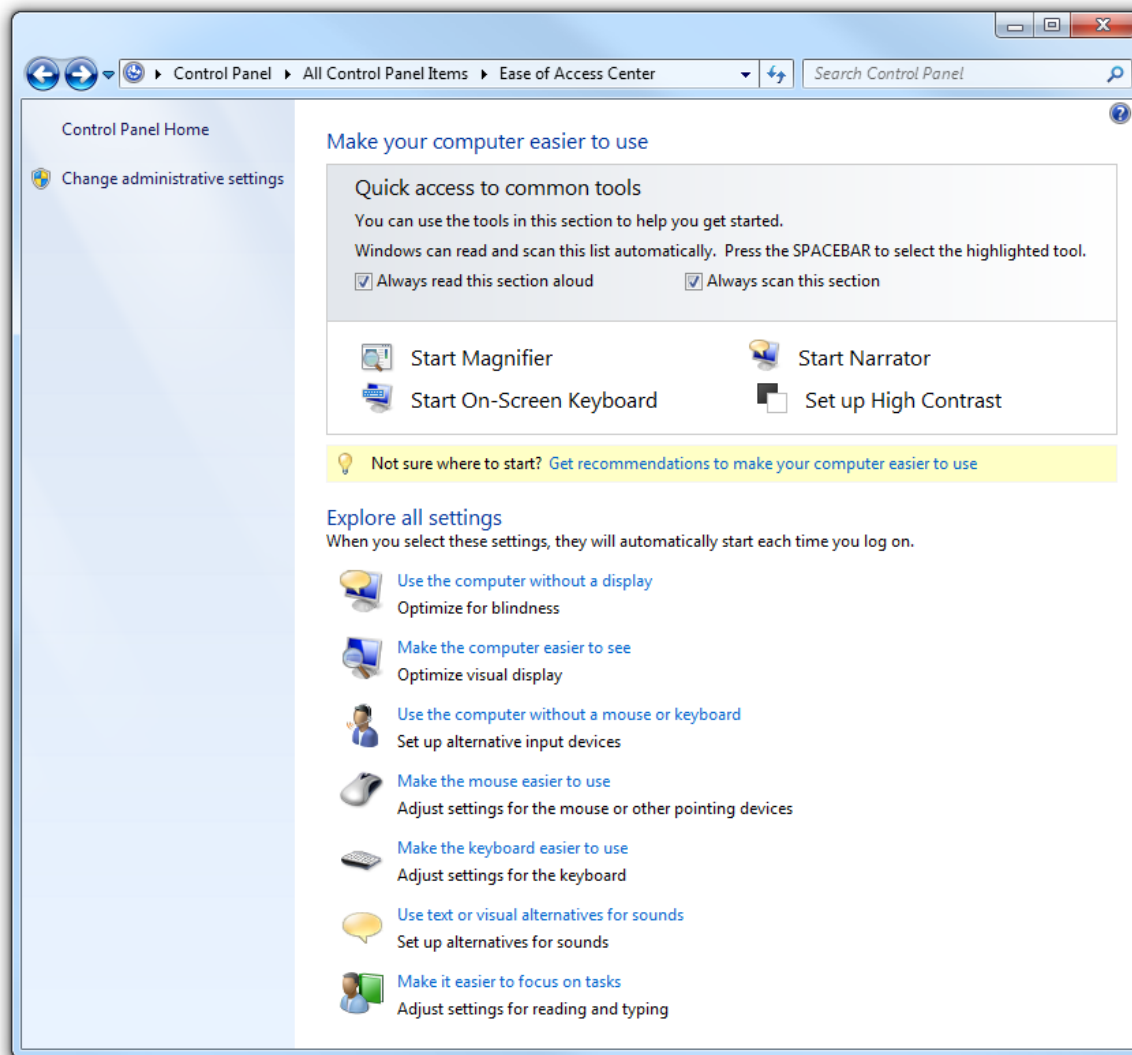 Control Panel All Control Panel Items Ease of Access Center Search Control Panel
Control Panel Home
Change administrative settings
Make your computer easier to use
Quick access to common tools
You can use the tools in this section to help you get started.
Windows can read and scan this list automatically. Press the SPACEBAR to select the highlighted tool.
Always read this section aloud Always scan this section
Start Magnifier Start Narrator
Start On-Screen Keyboard Set up High Contrast
Not sure where to start? Get recommendations to make your computer easier to use
Explore all settings
When you select these settings, they will automatically start each time you log on.
Use the computer without a display
Optimize for blindness
Make the computer easier to see
Optimize visual display
Use the computer without a mouse or keyboard
Set up alternative input devices
Make the mouse easier to use
Adjust settings for the mouse or other pointing devices
Make the keyboard easier to use
Adjust settings for the keyboard
Use text or visual alternatives for sounds
Set up alternatives for sounds
Make it easier to focus on tasks
Adjust settings for reading and typing